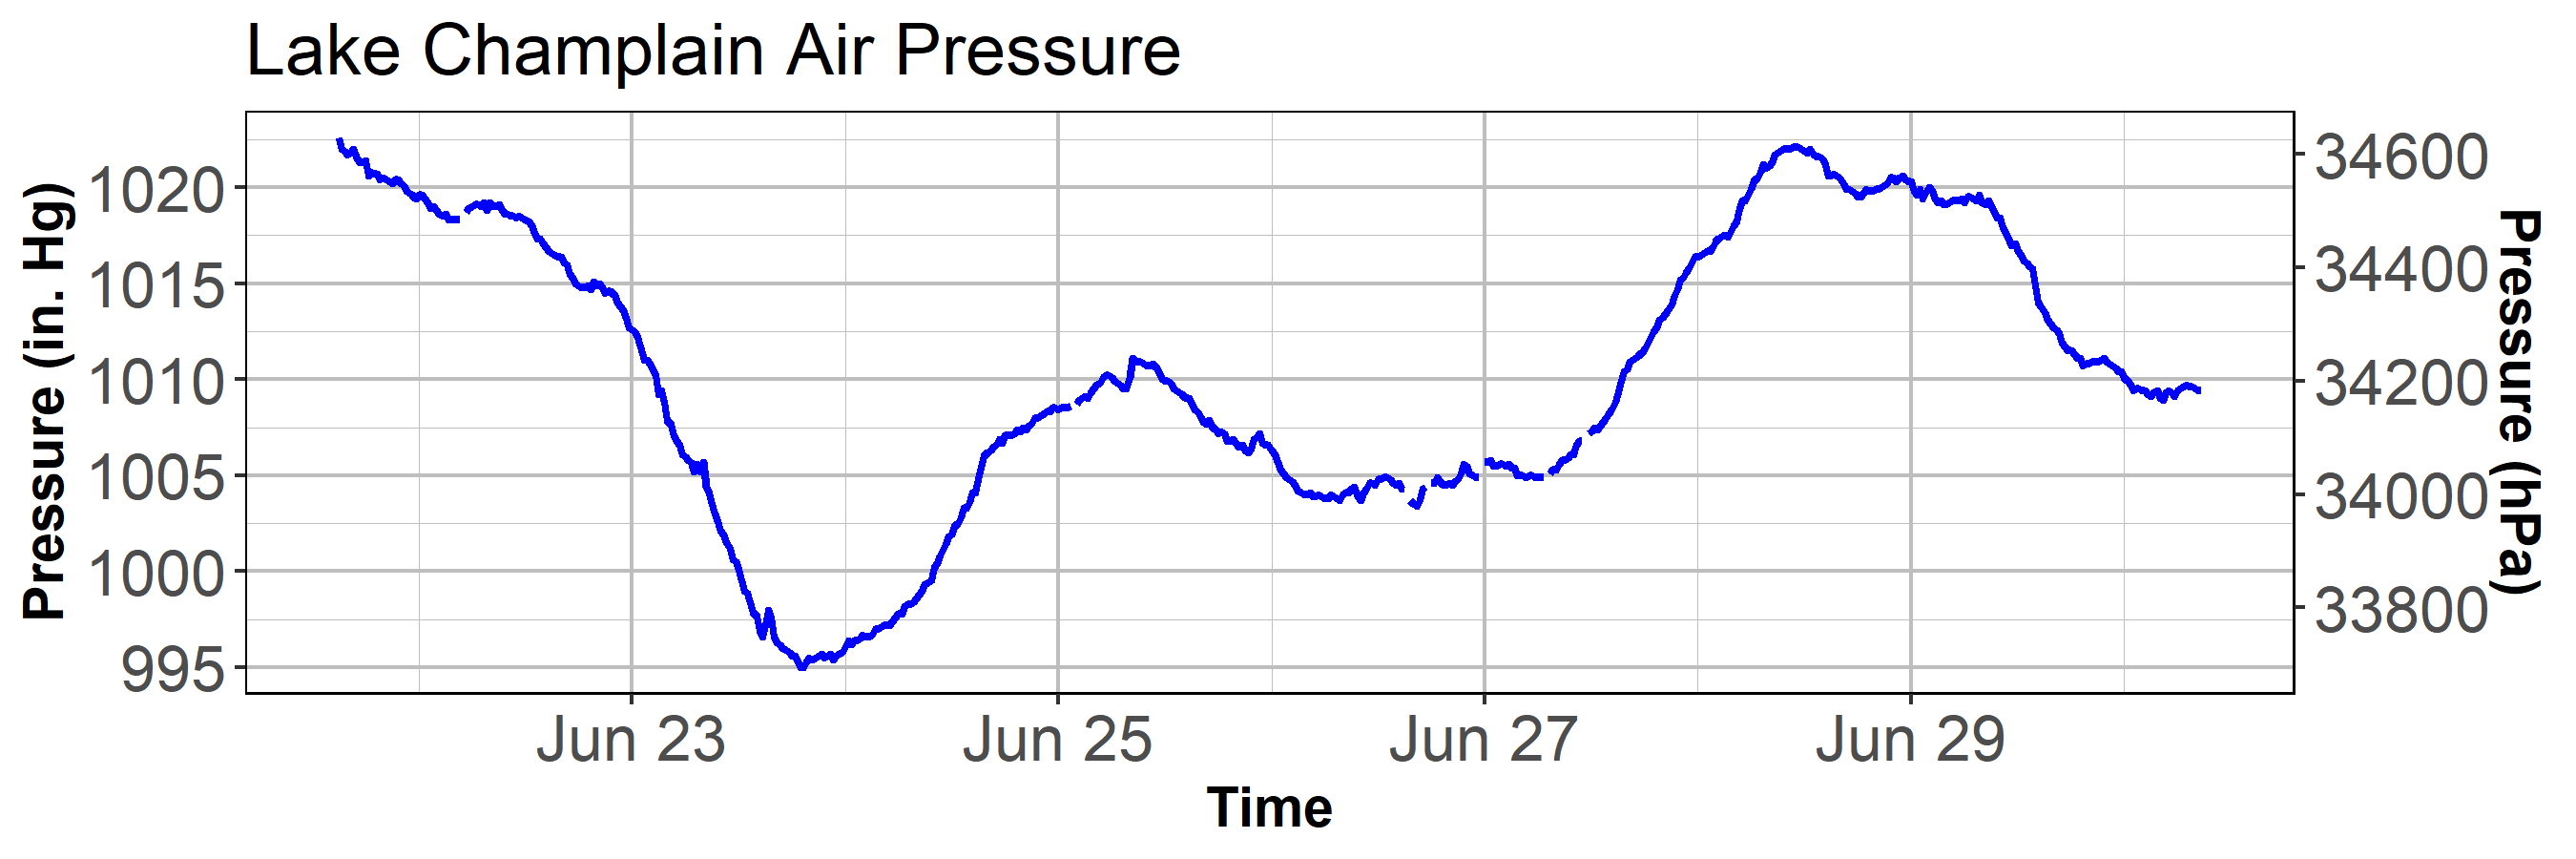 Lake Champlain Air Pressure
Pressure (in. Hg)
1020
1015
1010
1005
1000
995
34600
34400
34200
34000
33800
Pressure (hPa)
Jun 23 Jun 25 Jun 27 Jun 29
Time